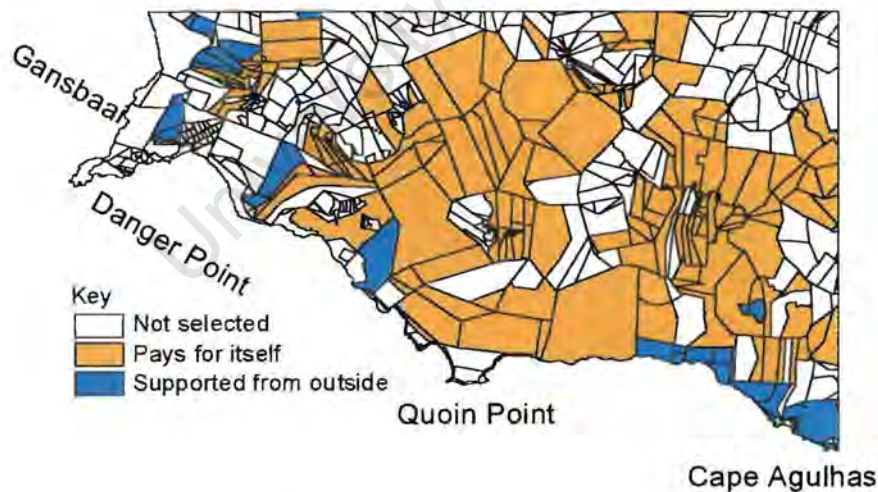 Gansbaai
Danger Point
Key
Not selected
Pays for itself
Supported from outside
Quoin Point
Cape Agulhas